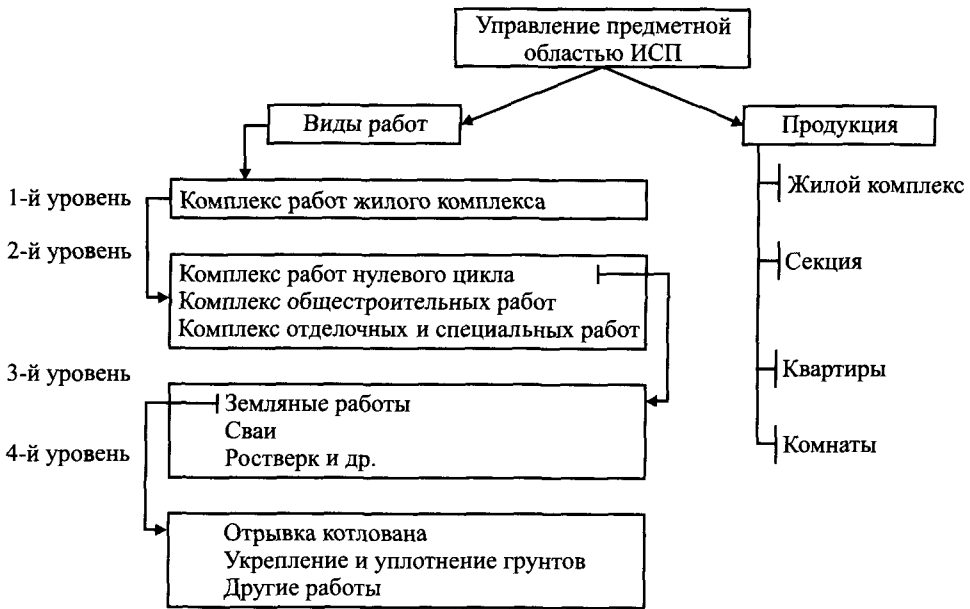 Управление предметной
областью ИСП
Виды работ
Продукция
1-й уровень
Комплекс работ жилого комплекса
2-й уровень
Комплекс работ нулевого цикла
Комплекс общестроительных работ
Комплекс отделочных и специальных работ
3-й уровень
Земляные работы
Сваи
Ростверк и др.
4-й уровень
Отрывка котлована
Укрепление и уплотнение грунтов
Другие работы
Жилой комплекс
Секция
Квартиры
Комнаты